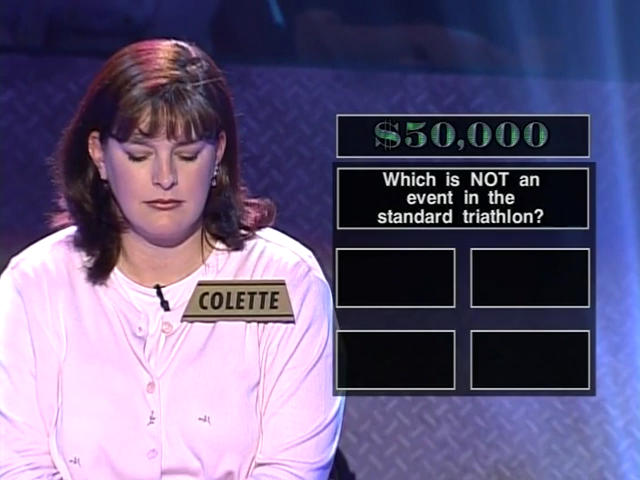 $50,000
Which is NOT an
event in the
standard triathlon?
COLETTE